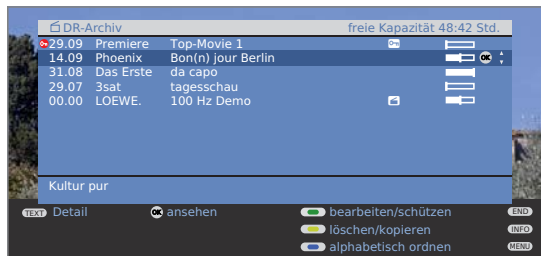 DR-Archiv freie Kapazität 48:42 Std.
29.09 Premiere Top-Movie 1
14.09 Phoenix Bon(n) jour Berlin OK
31.08 Das Erste da capo
29.07 3sat tagesschau
00.00 LOEWE. 100 Hz Demo
Kultur pur
TEXT Detail OK ansehen bearbeiten/schützen END
löschen/kopieren INFO
alphabetisch ordnen MENU